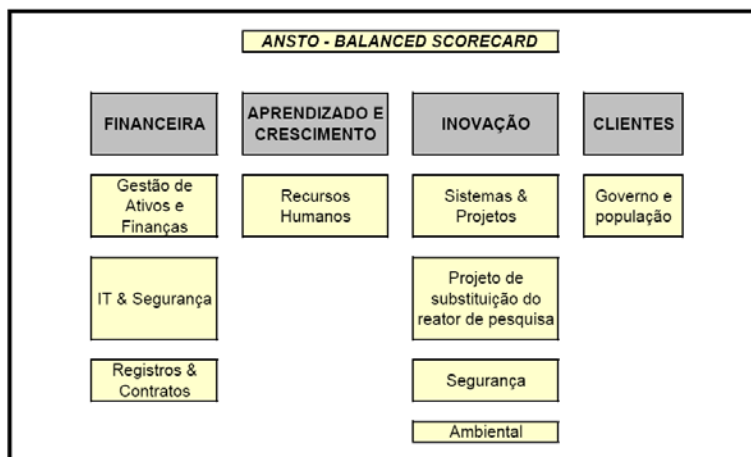 ANSTO - BALANCED SCORECARD
FINANCEIRA
APRENDIZADO E
CRESCIMENTO
INOVAÇÃO
CLIENTES
Gestão de
Ativos e
Finanças
Recursos
Humanos
Sistemas &
Projetos
Governo e
população
IT & Segurança
Projeto de
substituição do
reator de pesquisa
Registros &
Contratos
Segurança
Ambiental